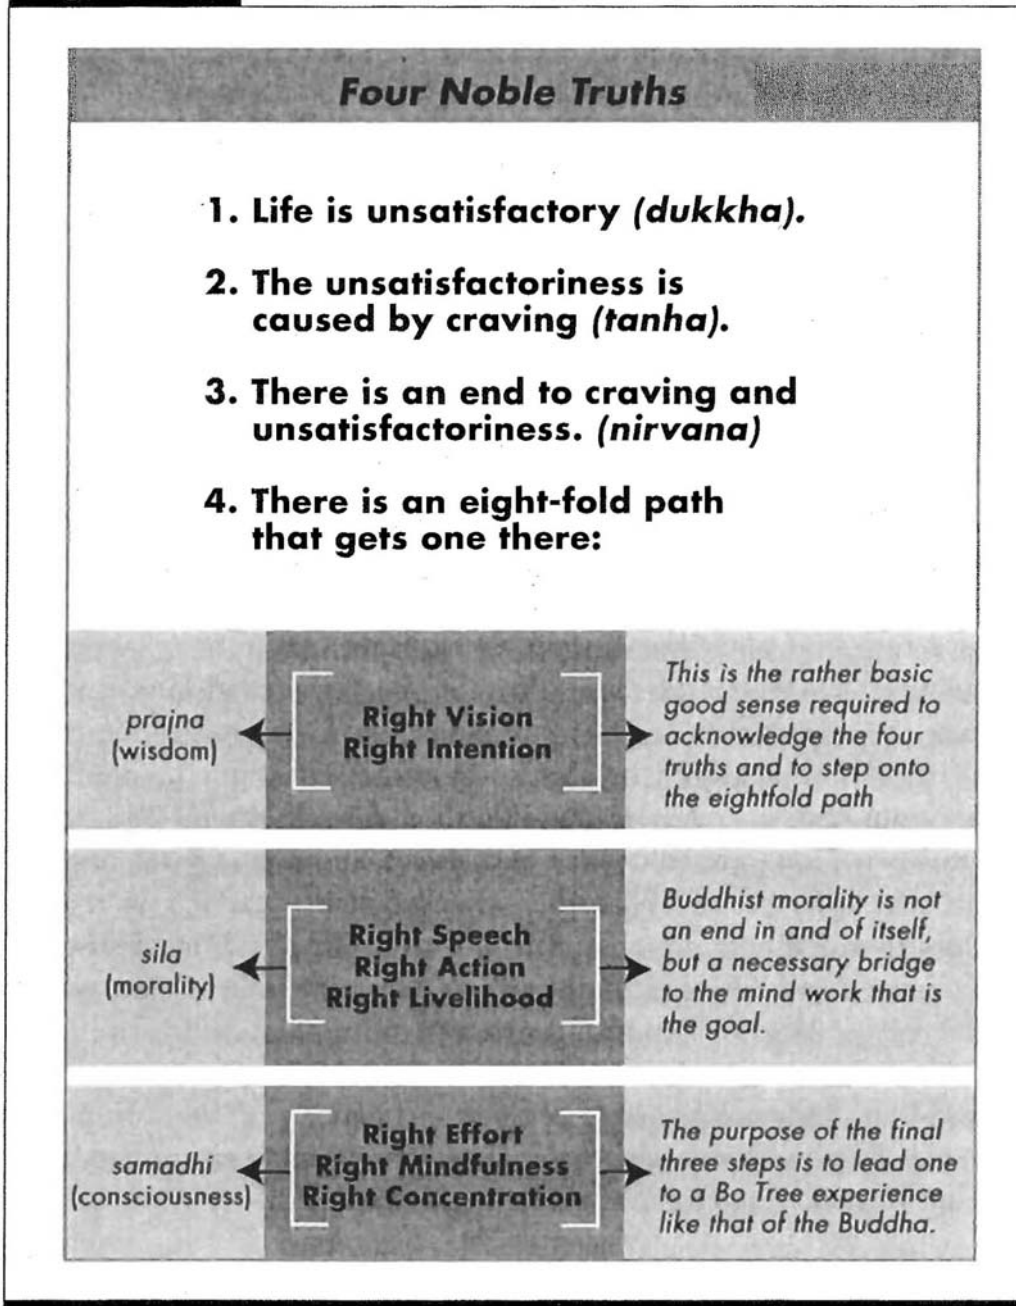 Four Noble Truths
1. Life is unsatisfactory (dukkha).
2. The unsatisfactoriness is
caused by craving (tanha).
3. There is an end to craving and
unsatisfactoriness. (nirvana)
4. There is an eight-fold path
that gets one there:
prajna
(wisdom)
Right Vision
Right Intention
This is the rather basic
good sense required to
acknowledge the four
truths and to step onto
the eightfold path
sila
(morality)
Right Speech
Right Action
Right Livelihood
Buddhist morality is not
an end in and of itself,
but a necessary bridge
to the mind work that is
the goal.
samadhi
(consciousness)
Right Effort
Right Mindfulness
Right Concentration
The purpose of the final
three steps is to lead one
to a Bo Tree experience
like that of the Buddha.